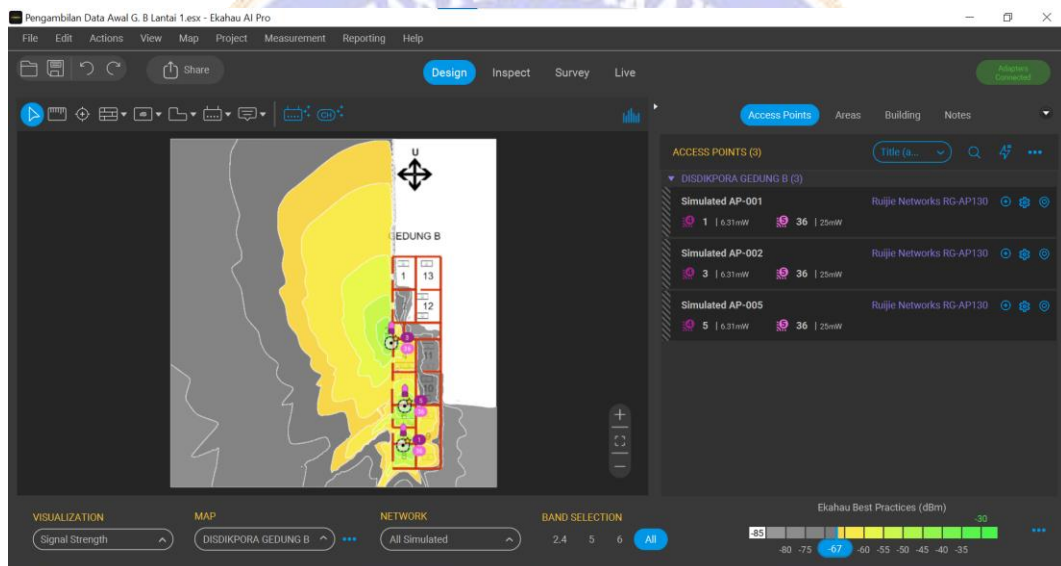 Pengambilan Data Awal G. B Lantai 1.esx - Ekahau AI Pro
File Edit Actions View Map Project Measurement Reporting Help
Share
Design Inspect Survey Live
Adapters Connected
Access Points Areas Building Notes
ACCESS POINTS (3)
Title (a...
DISDIKPORA GEDUNG B (3)
Simulated AP-001 Ruijie Networks RG-AP130
1 | 6.31mW 36 | 25mW
Simulated AP-002 Ruijie Networks RG-AP130
3 | 6.31mW 36 | 25mW
Simulated AP-005 Ruijie Networks RG-AP130
5 | 6.31mW 36 | 25mW
U
GEDUNG B
1 13
12
11
10
VISUALIZATION MAP NETWORK BAND SELECTION
Signal Strength DISDIKPORA GEDUNG B All Simulated 2.4 5 6 All
Ekahau Best Practices (dBm)
-30
-85
-80 -75 -67 -60 -55 -50 -45 -40 -35